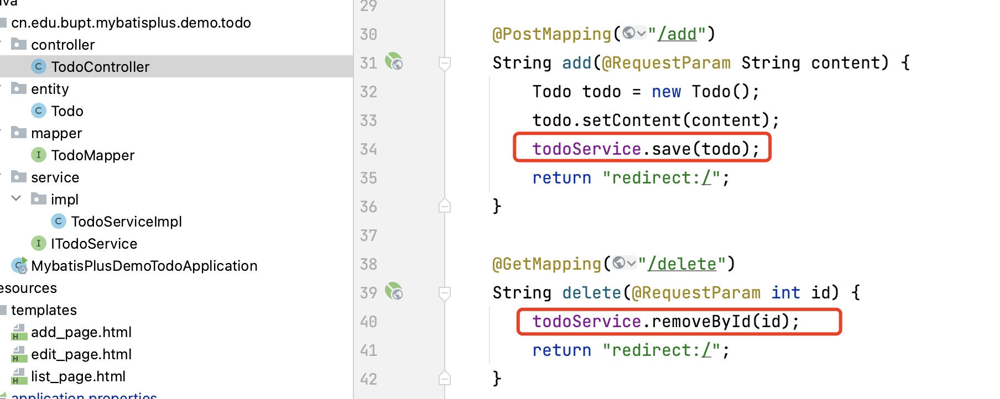 cn.edu.bupt.mybatisplus.demo.todo
controller
C TodoController
entity
C Todo
mapper
I TodoMapper
service
impl
C TodoServiceImpl
I ITodoService
MybatisPlusDemoTodoApplication
esources
templates
H add_page.html
H edit_page.html
H list_page.html
application.properties
29
30 @PostMapping("/add")
31 String add(@RequestParam String content) {
32 Todo todo = new Todo();
33 todo.setContent(content);
34 todoService.save(todo);
35 return "redirect:/";
36 }
37
38 @GetMapping("/delete")
39 String delete(@RequestParam int id) {
40 todoService.removeById(id);
41 return "redirect:/";
42 }